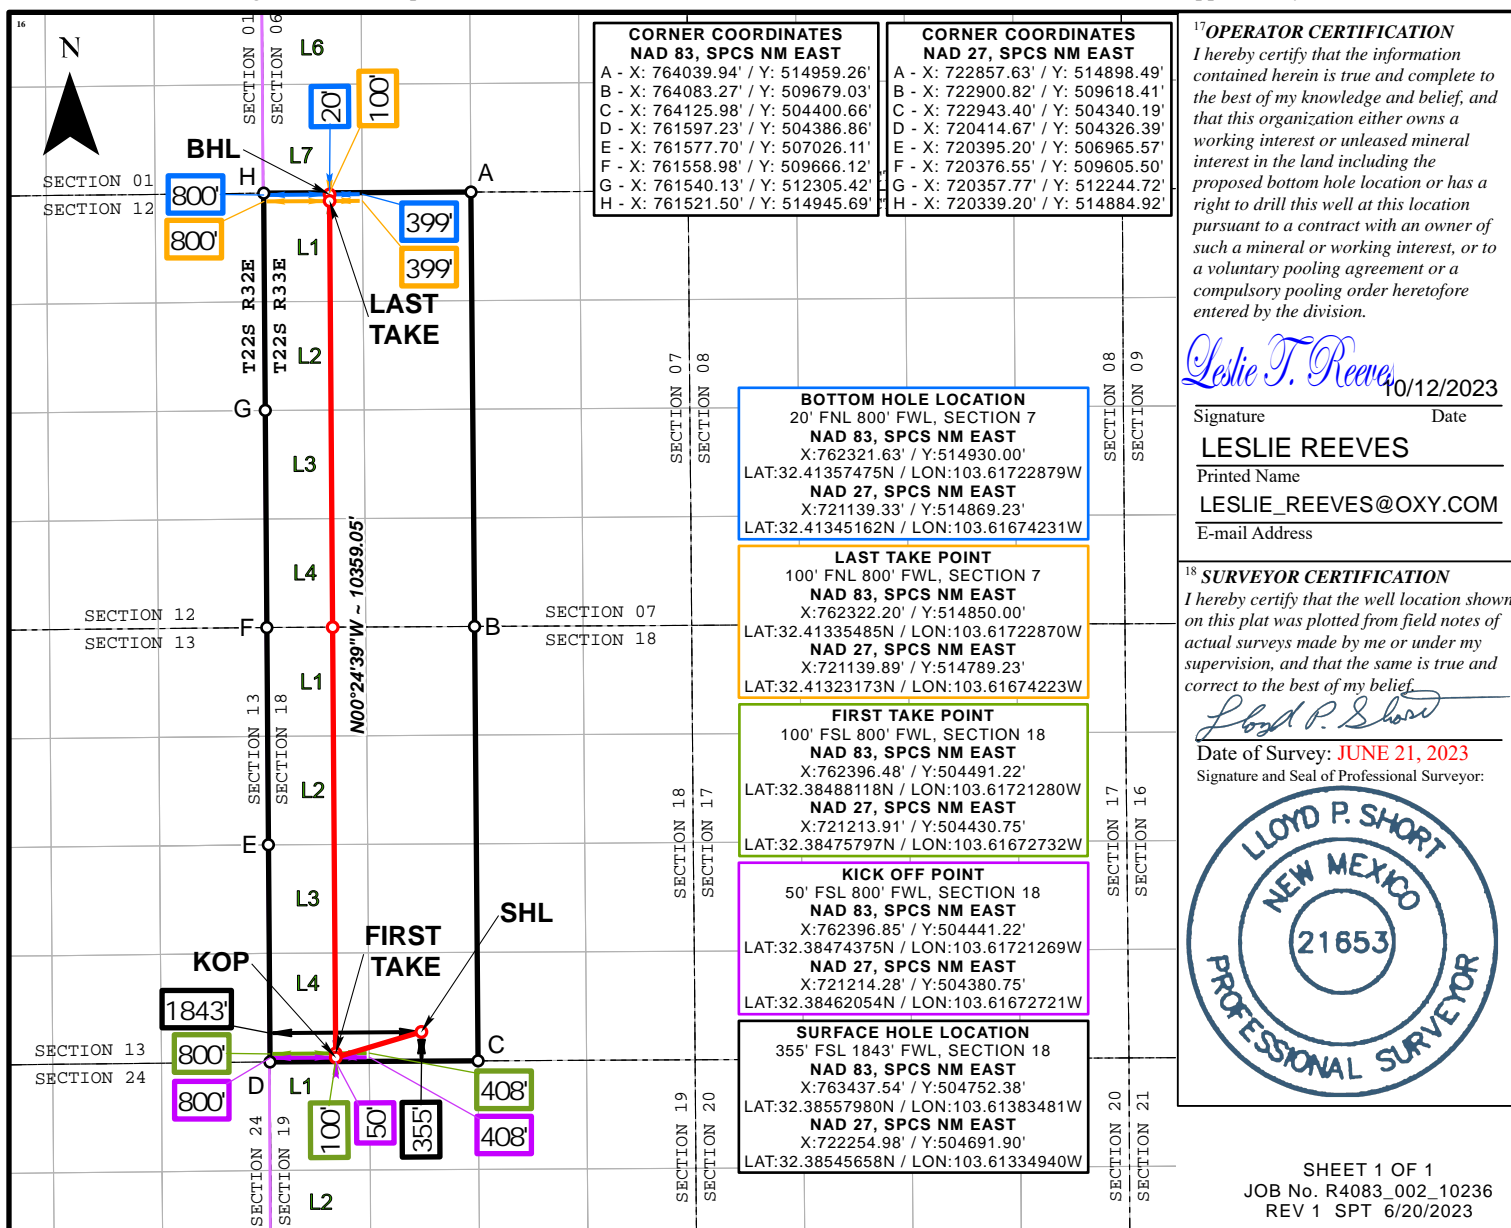 16
N
SECTION 01
SECTION 06
L6
20'
100'
L7
BHL
H
A
SECTION 01
SECTION 12
800'
800'
399'
399'
L1
LAST
TAKE
T22S R32E
T22S R33E
L2
G
L3
L4
N00°24'39"W ~ 10359.05'
SECTION 12
SECTION 13
F
B
SECTION 07
SECTION 18
L1
SECTION 13
SECTION 18
L2
E
L3
SHL
FIRST
TAKE
KOP
L4
1843'
SECTION 13
SECTION 24
800'
D
C
800'
L1
408'
408'
100'
50'
355'
SECTION 24
SECTION 19
L2
SECTION 07
SECTION 08
SECTION 08
SECTION 09
SECTION 18
SECTION 17
SECTION 17
SECTION 16
SECTION 19
SECTION 20
SECTION 20
SECTION 21
CORNER COORDINATES
NAD 83, SPCS NM EAST
A - X: 764039.94' / Y: 514959.26'
B - X: 764083.27' / Y: 509679.03'
C - X: 764125.98' / Y: 504400.66'
D - X: 761597.23' / Y: 504386.86'
E - X: 761577.70' / Y: 507026.11'
F - X: 761558.98' / Y: 509666.12'
G - X: 761540.13' / Y: 512305.42'
H - X: 761521.50' / Y: 514945.69'
CORNER COORDINATES
NAD 27, SPCS NM EAST
A - X: 722857.63' / Y: 514898.49'
B - X: 722900.82' / Y: 509618.41'
C - X: 722943.40' / Y: 504340.19'
D - X: 720414.67' / Y: 504326.39'
E - X: 720395.20' / Y: 506965.57'
F - X: 720376.55' / Y: 509605.50'
G - X: 720357.77' / Y: 512244.72'
H - X: 720339.20' / Y: 514884.92'
BOTTOM HOLE LOCATION
20' FNL 800' FWL, SECTION 7
NAD 83, SPCS NM EAST
X:762321.63' / Y:514930.00'
LAT:32.41357475N / LON:103.61722879W
NAD 27, SPCS NM EAST
X:721139.33' / Y:514869.23'
LAT:32.41345162N / LON:103.61674231W
LAST TAKE POINT
100' FNL 800' FWL, SECTION 7
NAD 83, SPCS NM EAST
X:762322.20' / Y:514850.00'
LAT:32.41335485N / LON:103.61722870W
NAD 27, SPCS NM EAST
X:721139.89' / Y:514789.23'
LAT:32.41323173N / LON:103.61674223W
FIRST TAKE POINT
100' FSL 800' FWL, SECTION 18
NAD 83, SPCS NM EAST
X:762396.48' / Y:504491.22'
LAT:32.38488118N / LON:103.61721280W
NAD 27, SPCS NM EAST
X:721213.91' / Y:504430.75'
LAT:32.38475797N / LON:103.61672732W
KICK OFF POINT
50' FSL 800' FWL, SECTION 18
NAD 83, SPCS NM EAST
X:762396.85' / Y:504441.22'
LAT:32.38474375N / LON:103.61721269W
NAD 27, SPCS NM EAST
X:721214.28' / Y:504380.75'
LAT:32.38462054N / LON:103.61672721W
SURFACE HOLE LOCATION
355' FSL 1843' FWL, SECTION 18
NAD 83, SPCS NM EAST
X:763437.54' / Y:504752.38'
LAT:32.38557980N / LON:103.61383481W
NAD 27, SPCS NM EAST
X:722254.98' / Y:504691.90'
LAT:32.38545658N / LON:103.61334940W
17 OPERATOR CERTIFICATION
I hereby certify that the information
contained herein is true and complete to
the best of my knowledge and belief, and
that this organization either owns a
working interest or unleased mineral
interest in the land including the
proposed bottom hole location or has a
right to drill this well at this location
pursuant to a contract with an owner of
such a mineral or working interest, or to
a voluntary pooling agreement or a
compulsory pooling order heretofore
entered by the division.
Leslie T. Reeves 10/12/2023
Signature Date
LESLIE REEVES
Printed Name
LESLIE_REEVES@OXY.COM
E-mail Address
18 SURVEYOR CERTIFICATION
I hereby certify that the well location shown
on this plat was plotted from field notes of
actual surveys made by me or under my
supervision, and that the same is true and
correct to the best of my belief.
Lloyd P. Short
Date of Survey: JUNE 21, 2023
Signature and Seal of Professional Surveyor:
LLOYD P. SHORT
NEW MEXICO
21653
PROFESSIONAL SURVEYOR
SHEET 1 OF 1
JOB No. R4083_002_10236
REV 1 SPT 6/20/2023